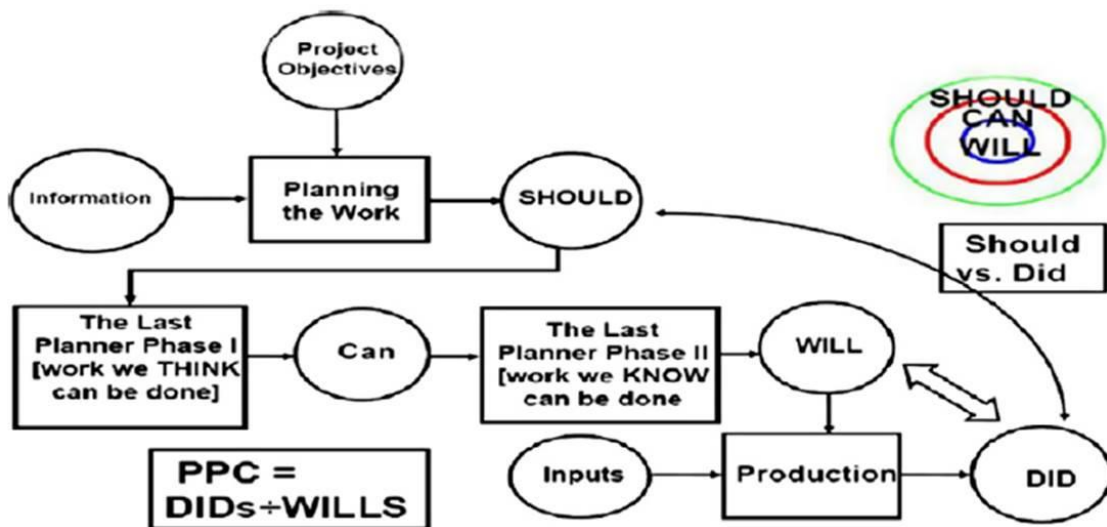 Project
Objectives
SHOULD
CAN
WILL
Information
Planning
the Work
SHOULD
Should
vs. Did
The Last
Planner Phase I
[work we THINK
can be done]
Can
The Last
Planner Phase II
[work we KNOW
can be done
WILL
PPC =
DIDs÷WILLS
Inputs
Production
DID